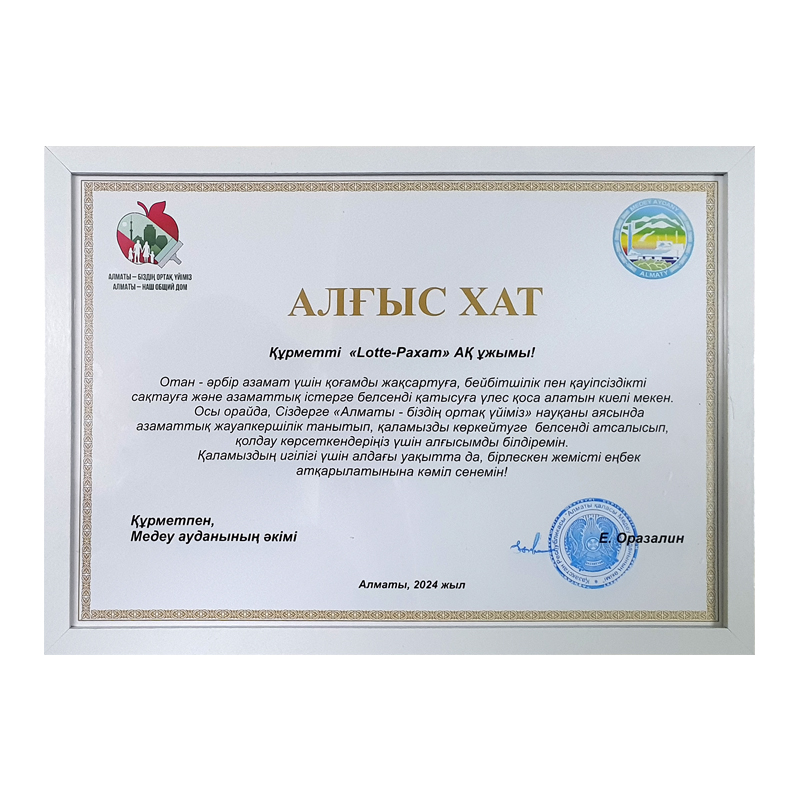 АЛМАТЫ – БІЗДІҢ ОРТАҚ ҮЙІМІЗ
АЛМАТЫ – НАШ ОБЩИЙ ДОМ
MEDEY AYDANY
ALMATY
АЛҒЫС ХАТ
Құрметті «Lotte-Рахат» АҚ ұжымы!
Отан - әрбір азамат үшін қоғамды жақсартуға, бейбітшілік пен қауіпсіздікті
сақтауға және азаматтық істерге белсенді қатысуға үлес қоса алатын киелі мекен.
Осы орайда, Сіздерге «Алматы - біздің ортақ үйіміз» науқаны аясында
азаматтық жауапкершілік танытып, қаламызды көркейтуге белсенді атсалысып,
қолдау көрсеткендеріңіз үшін алғысымды білдіремін.
Қаламыздың игілігі үшін алдағы уақытта да, бірлескен жемісті еңбек
атқарылатынына кәміл сенемін!
Құрметпен,
Медеу ауданының әкімі
Е. Оразалин
Алматы, 2024 жыл